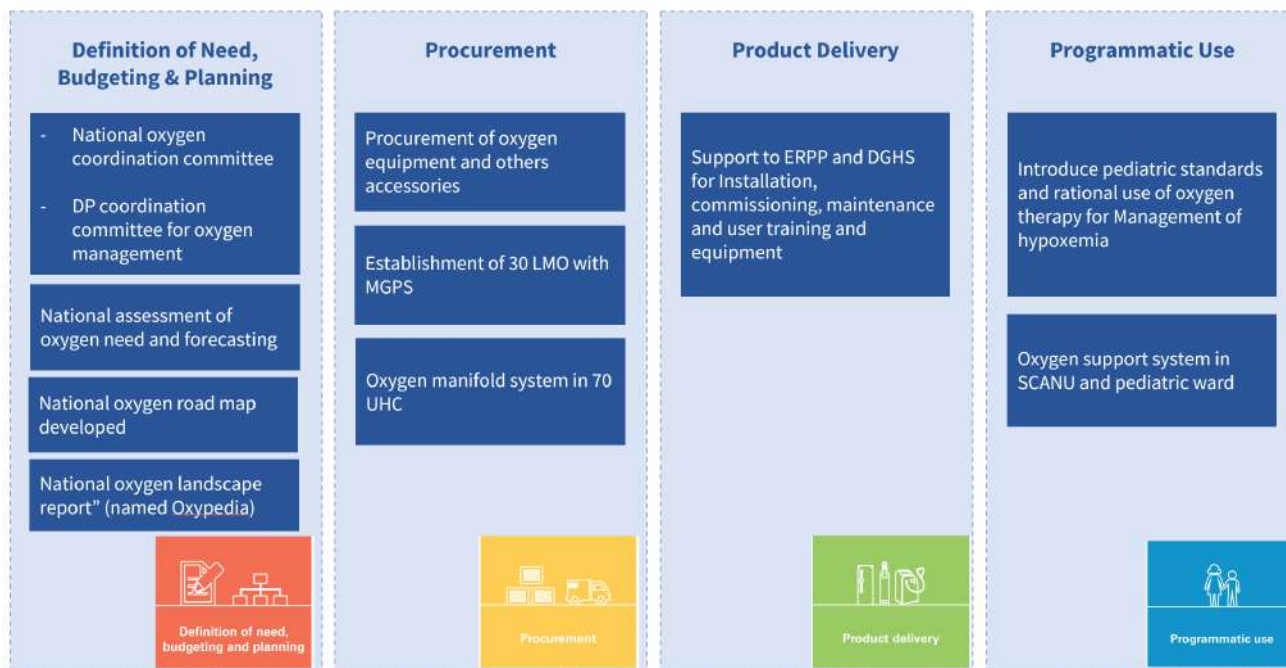 Definition of Need,
Budgeting & Planning
- National oxygen
coordination committee
- DP coordination
committee for oxygen
management
National assessment of
oxygen need and forecasting
National oxygen road map
developed
National oxygen landscape
report” (named Oxypedia)
Definition of need,
budgeting and planning
Procurement
Procurement of oxygen
equipment and others
accessories
Establishment of 30 LMO with
MGPS
Oxygen manifold system in 70
UHC
Procurement
Product Delivery
Support to ERPP and DGHS
for Installation,
commissioning, maintenance
and user training and
equipment
Product delivery
Programmatic Use
Introduce pediatric standards
and rational use of oxygen
therapy for Management of
hypoxemia
Oxygen support system in
SCANU and pediatric ward
Programmatic use